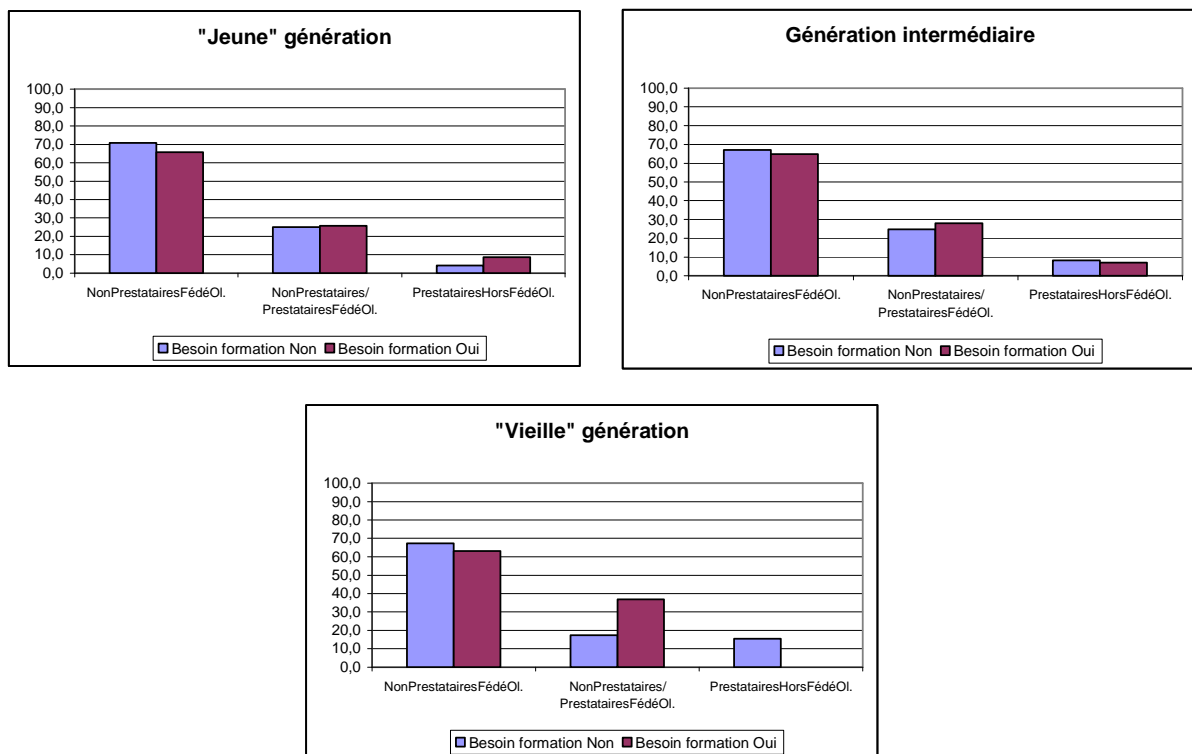 "Jeune" génération
100,0
90,0
80,0
70,0
60,0
50,0
40,0
30,0
20,0
10,0
0,0
NonPrestatairesFédéOl.
NonPrestataires/
PrestatairesFédéOl.
PrestatairesHorsFédéOl.
Besoin formation Non
Besoin formation Oui
Génération intermédiaire
100,0
90,0
80,0
70,0
60,0
50,0
40,0
30,0
20,0
10,0
0,0
NonPrestatairesFédéOl.
NonPrestataires/
PrestatairesFédéOl.
PrestatairesHorsFédéOl.
Besoin formation Non
Besoin formation Oui
"Vieille" génération
100,0
90,0
80,0
70,0
60,0
50,0
40,0
30,0
20,0
10,0
0,0
NonPrestatairesFédéOl.
NonPrestataires/
PrestatairesFédéOl.
PrestatairesHorsFédéOl.
Besoin formation Non
Besoin formation Oui